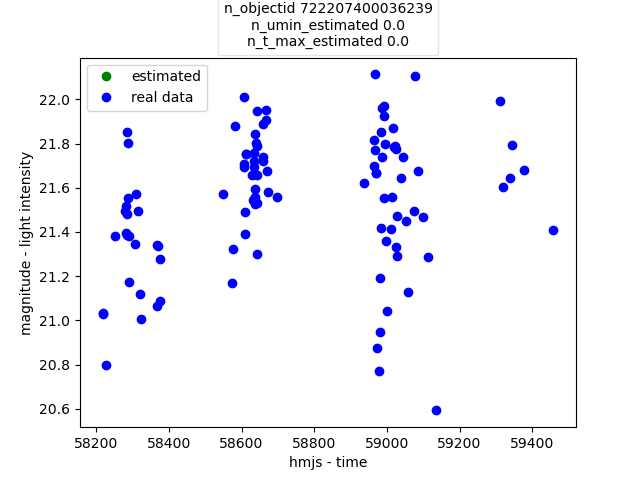 n_objectid 722207400036239
n_umin_estimated 0.0
n_t_max_estimated 0.0
estimated
real data
22.0
21.8
21.6
21.4
21.2
21.0
20.8
20.6
magnitude - light intensity
58200 58400 58600 58800 59000 59200 59400
hmjs - time